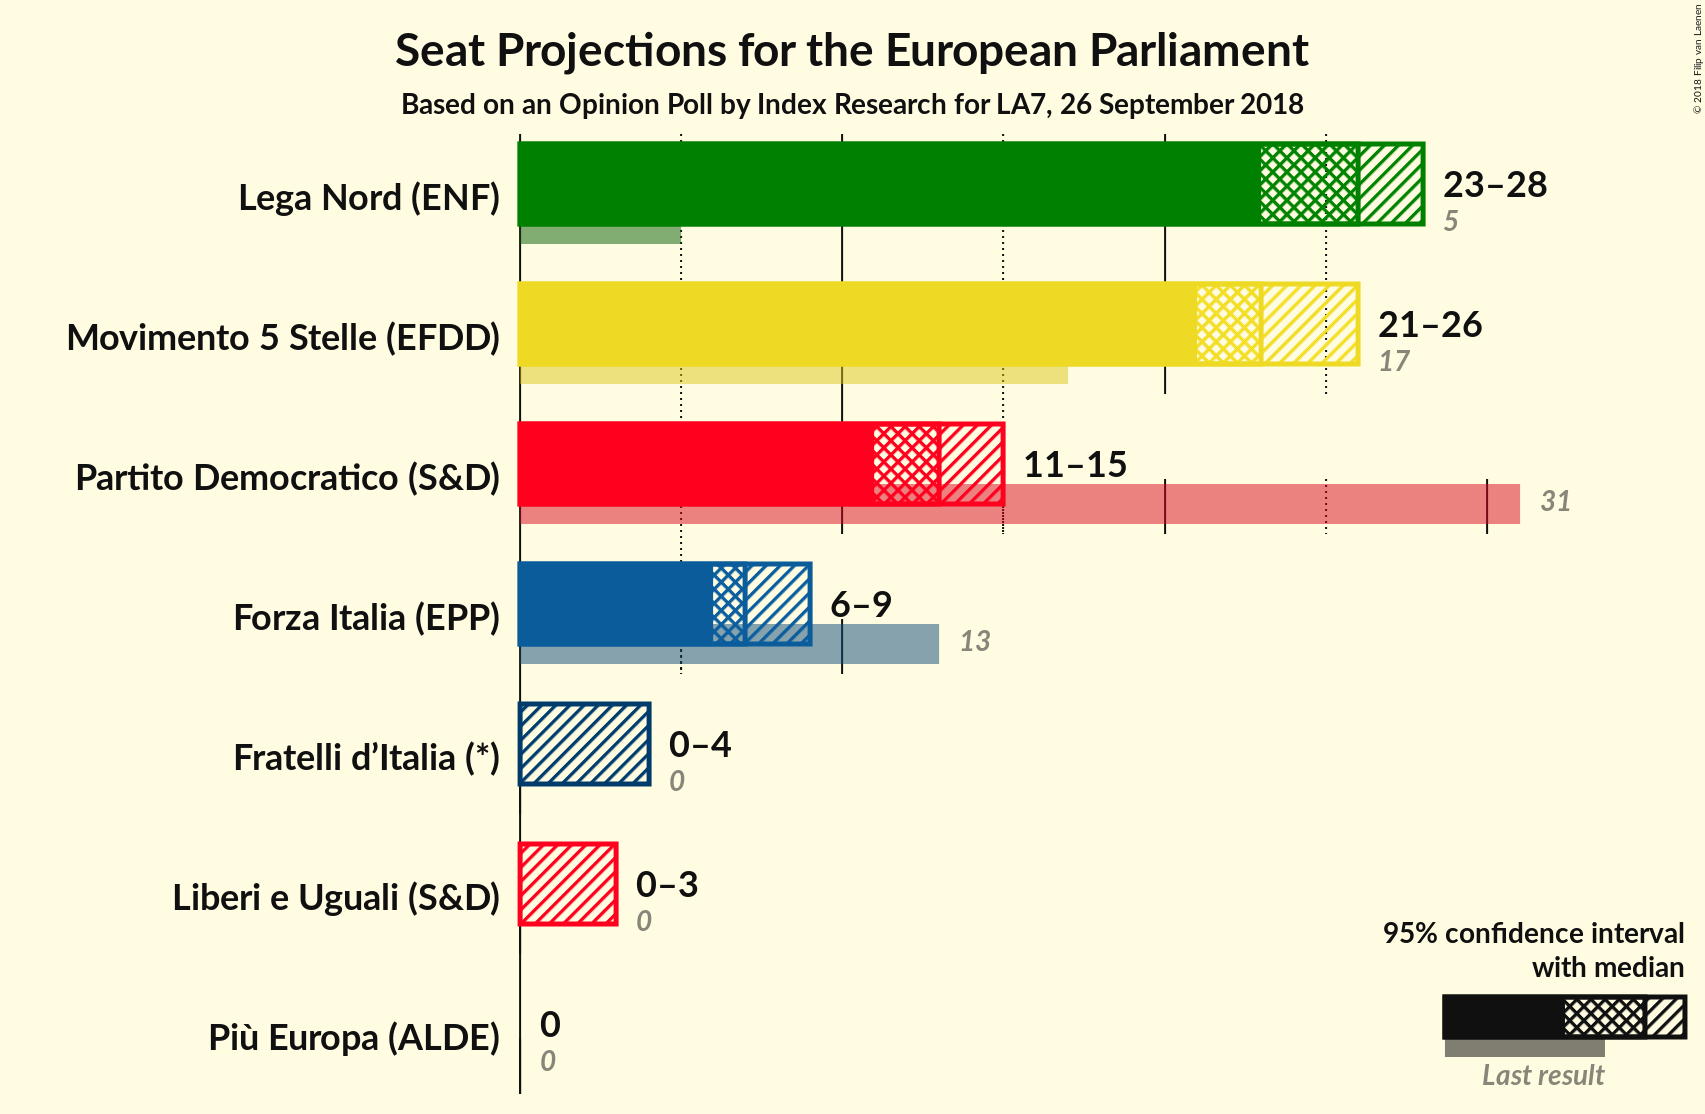 Seat Projections for the European Parliament
Based on an Opinion Poll by Index Research for LA7, 26 September 2018
© 2018 Filip van Laenen
Lega Nord (ENF)
23–28
5
Movimento 5 Stelle (EFDD)
21–26
17
Partito Democratico (S&D)
11–15
31
Forza Italia (EPP)
6–9
13
Fratelli d’Italia (*)
0–4
0
Liberi e Uguali (S&D)
0–3
0
Più Europa (ALDE)
0
0
95% confidence interval
with median
Last result